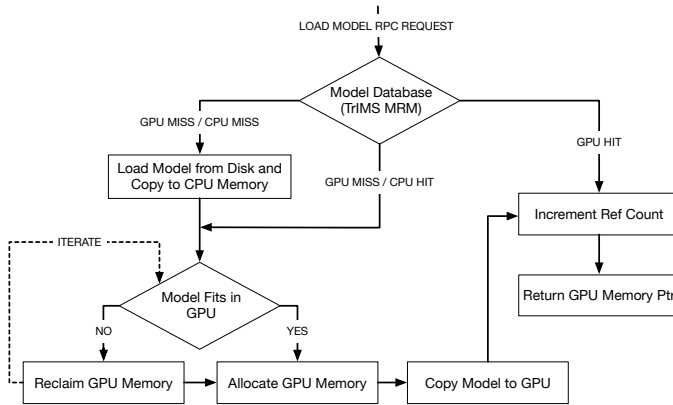 LOAD MODEL RPC REQUEST
Model Database
(TrIMS MRM)
GPU MISS / CPU MISS
GPU HIT
Load Model from Disk and
Copy to CPU Memory
GPU MISS / CPU HIT
Increment Ref Count
ITERATE
Model Fits in
GPU
Return GPU Memory Ptr
NO
YES
Reclaim GPU Memory
Allocate GPU Memory
Copy Model to GPU